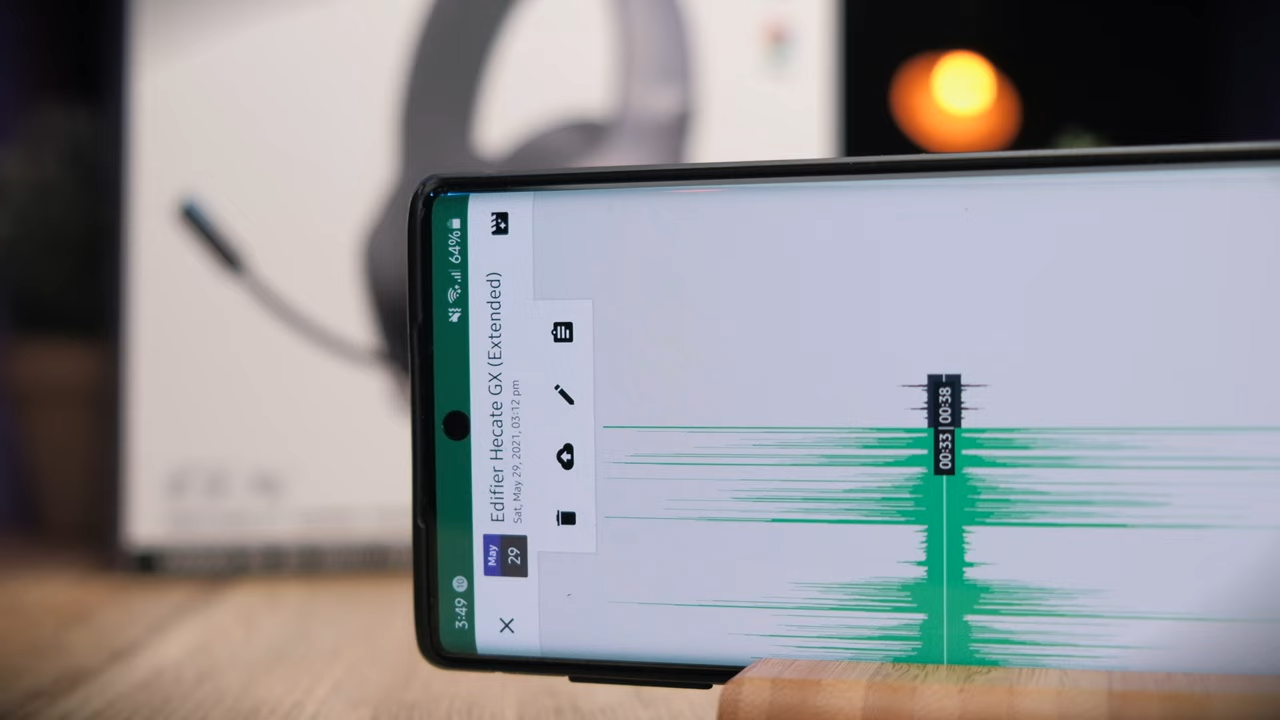 3:49 10 64%
May
29
Edifier Hecate GX (Extended)
Sat, May 29, 2021, 03:12 pm
00:33 | 00:38